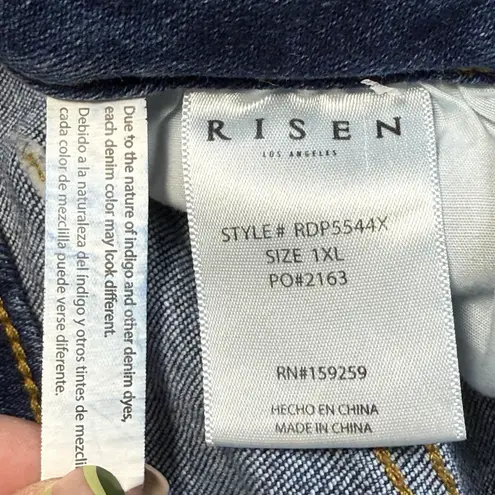 RISEN
LOS ANGELES
STYLE# RDP5544X
SIZE 1XL
PO#2163
RN#159259
HECHO EN CHINA
MADE IN CHINA
Due to the nature of indigo and other denim dyes,
each denim color may look different.
Debido a la naturaleza del índigo y otros tintes de mezcli
cada color de mezclilla puede verse diferente.